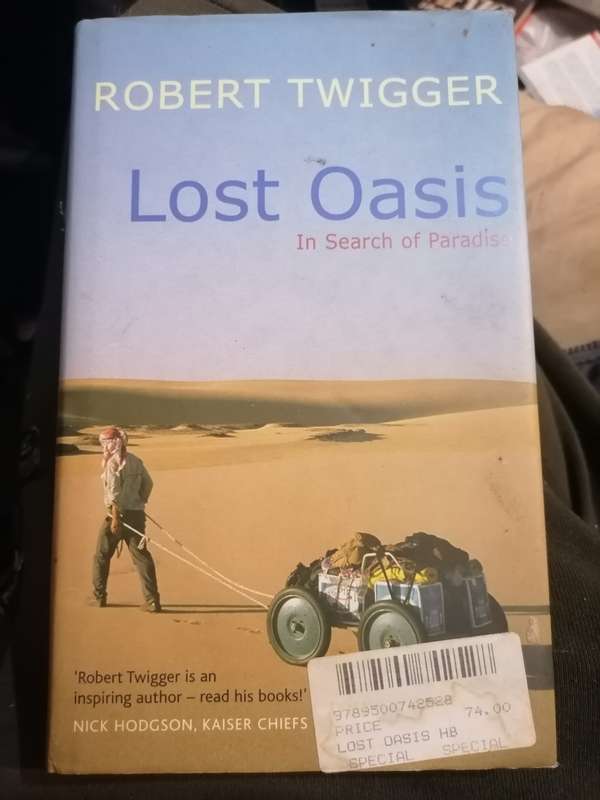 ROBERT TWIGGER
Lost Oasis
In Search of Paradise
'Robert Twigger is an
inspiring author – read his books!'
NICK HODGSON, KAISER CHIEFS
9789500742528
PRICE 74.00
LOST OASIS HB
SPECIAL SPECIAL